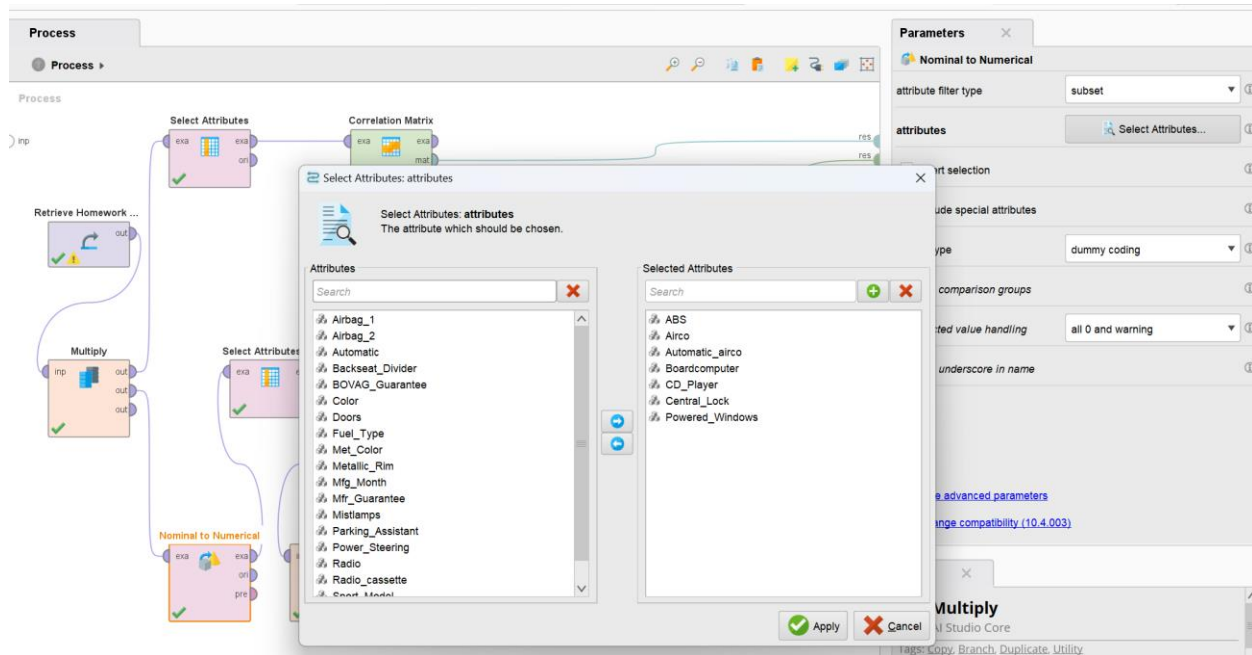 Process
Process
Process
inp
Select Attributes
exa
exa
ori
Correlation Matrix
exa
exa
mat
res
res
Retrieve Homework ...
out
Multiply
inp
out
out
out
Select Attributes
exa
Nominal to Numerical
exa
exa
ori
pre
Select Attributes: attributes
Select Attributes: attributes
The attribute which should be chosen.
Attributes
Search
Airbag_1
Airbag_2
Automatic
Backseat_Divider
BOVAG_Guarantee
Color
Doors
Fuel_Type
Met_Color
Metallic_Rim
Mfg_Month
Mfr_Guarantee
Mistlamps
Parking_Assistant
Power_Steering
Radio
Radio_cassette
Sport_Model
Selected Attributes
Search
ABS
Airco
Automatic_airco
Boardcomputer
CD_Player
Central_Lock
Powered_Windows
Apply
Cancel
Parameters
Nominal to Numerical
attribute filter type
subset
attributes
Select Attributes...
rt selection
ude special attributes
ype
dummy coding
comparison groups
ted value handling
all 0 and warning
underscore in name
e advanced parameters
ange compatibility (10.4.003)
Multiply
AI Studio Core
Tags: Copy, Branch, Duplicate, Utility